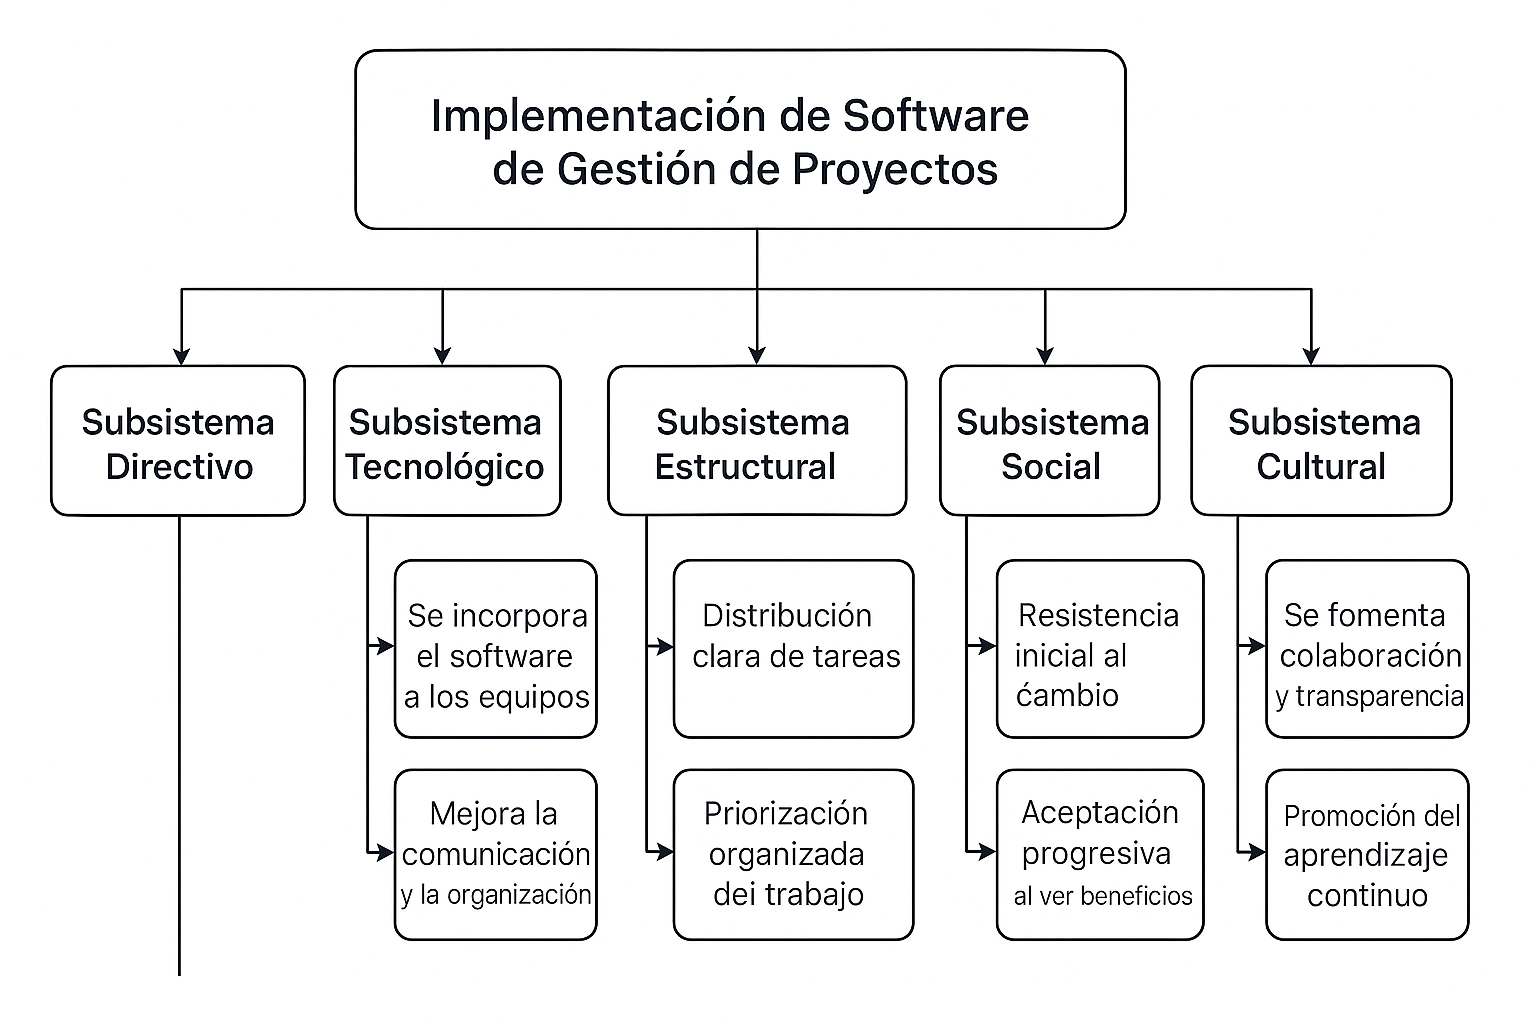 Implementación de Software
de Gestión de Proyectos
Subsistema
Directivo
Subsistema
Tecnológico
Subsistema
Estructural
Subsistema
Social
Subsistema
Cultural
Se incorpora
el software
a los equipos
Mejora la
comunicación
y la organización
Distribución
clara de tareas
Priorización
organizada
dei trabajo
Resistencia
inicial al
ćambio
Aceptación
progresiva
al ver beneficios
Se fomenta
colaboración
y transparencia
Promoción del
aprendizaje
continuo